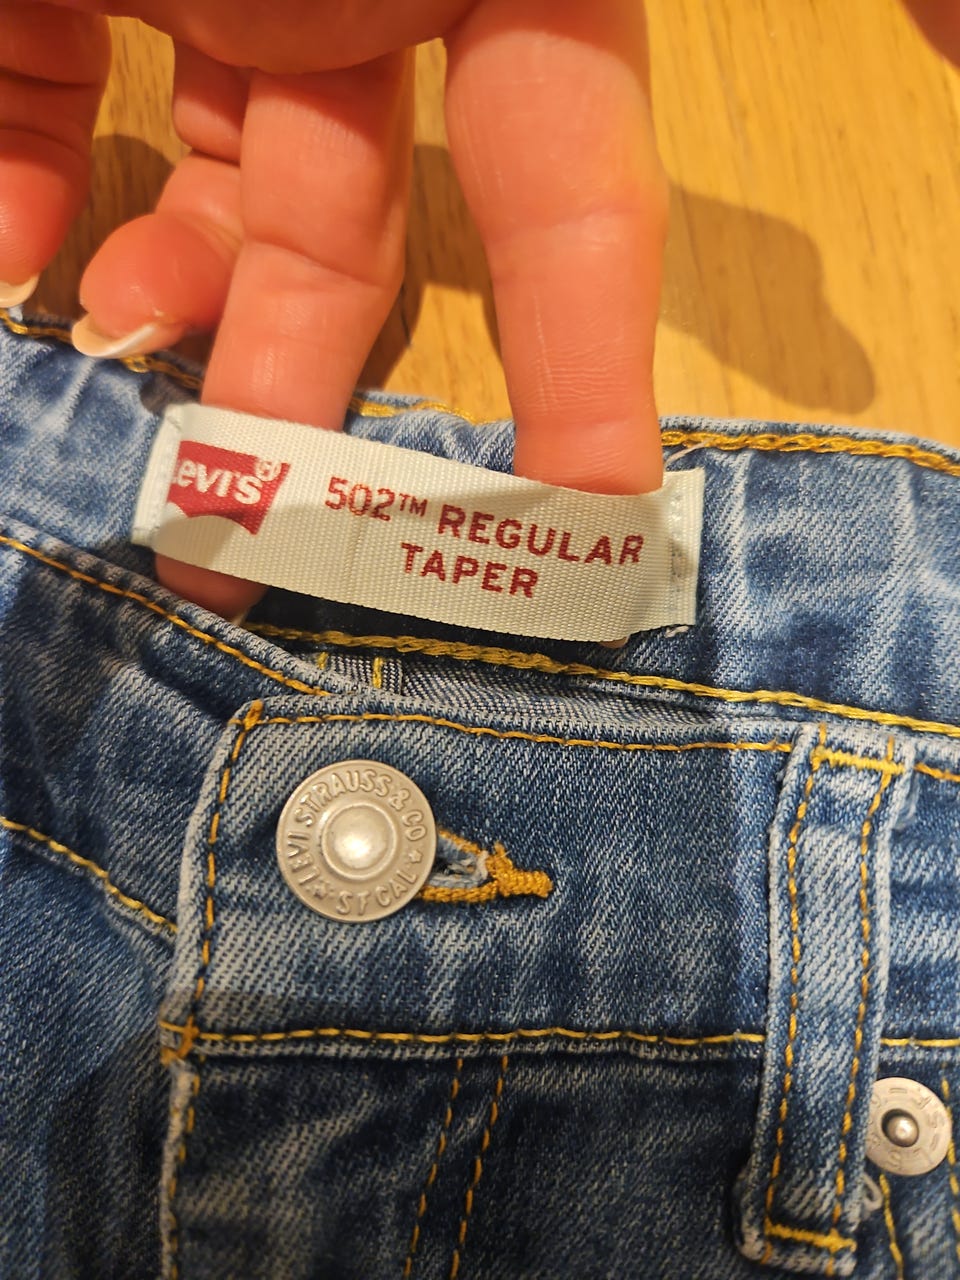 Levi's®
502™ REGULAR
TAPER
LEVI STRAUSS & CO
S F CAL